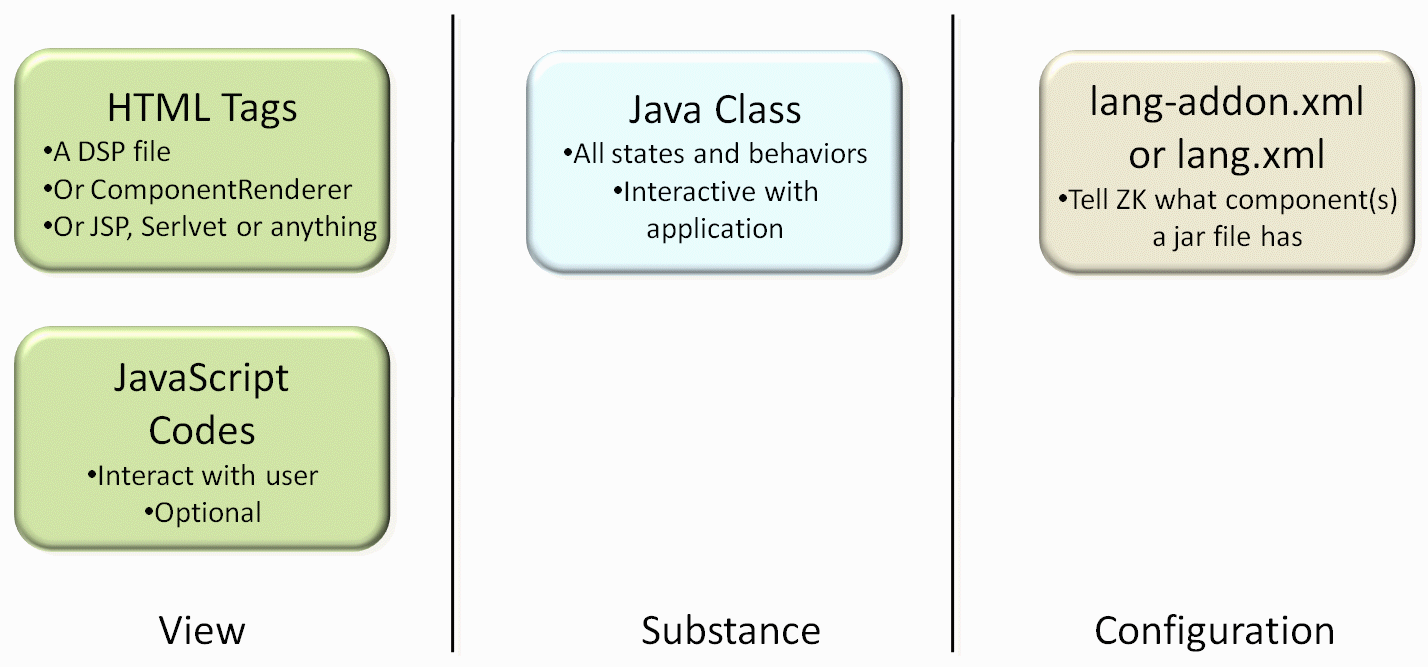 HTML Tags
•A DSP file
•Or ComponentRenderer
•Or JSP, Serlvet or anything
JavaScript
Codes
•Interact with user
•Optional
View
Java Class
•All states and behaviors
•Interactive with
application
Substance
lang-addon.xml
or lang.xml
•Tell ZK what component(s)
a jar file has
Configuration